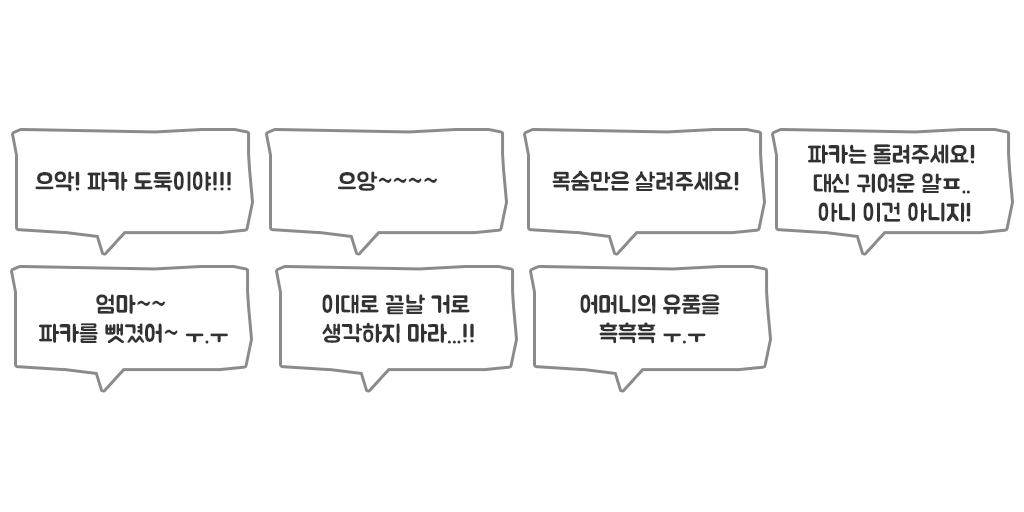 으악! 파카 도둑이야!!!
으앙~~~~
목숨만은 살려주세요!
파카는 돌려주세요!
대신 귀여운 알ㅍ..
아니 이건 아니지!
엄마~~
파카를 뺏겼어~ ㅜ.ㅜ
이대로 끝날 거로
생각하지 마라...!!
어머니의 유품을
흑흑흑 ㅜ.ㅜ